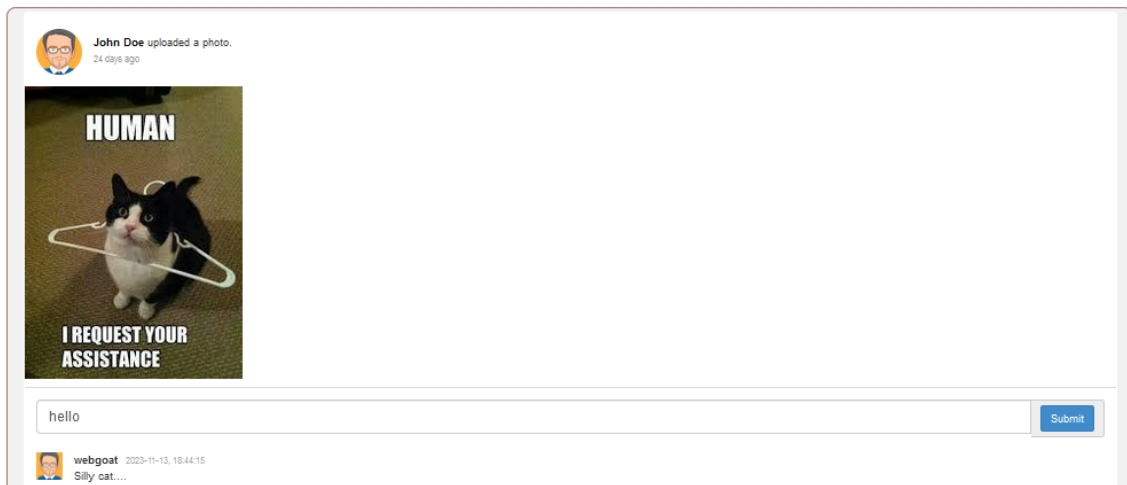 John Doe uploaded a photo.
24 days ago
HUMAN
I REQUEST YOUR
ASSISTANCE
hello
Submit
webgoat 2023-11-13, 18:44:15
Silly cat....